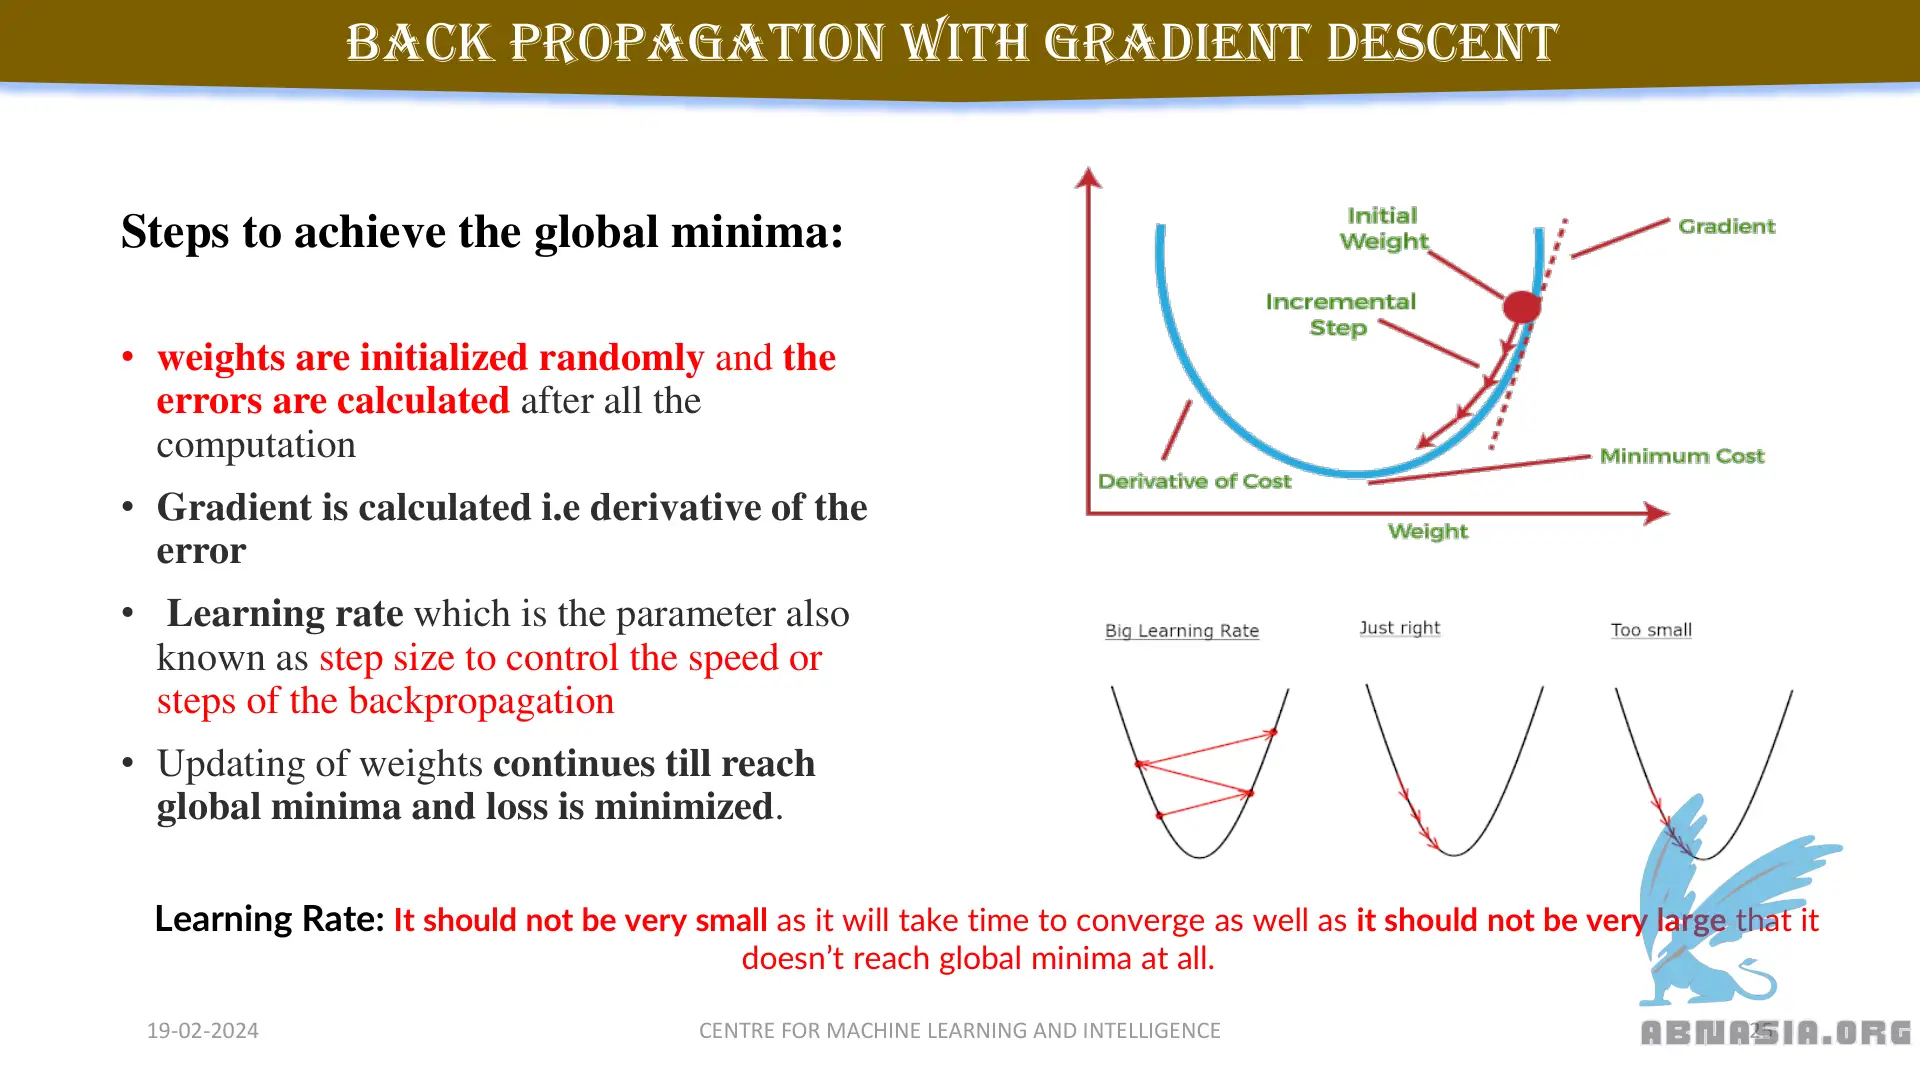 BACK PROPAGATION WITH GRADIENT DESCENT
Steps to achieve the global minima:
• weights are initialized randomly and the
errors are calculated after all the
computation
• Gradient is calculated i.e derivative of the
error
• Learning rate which is the parameter also
known as step size to control the speed or
steps of the backpropagation
• Updating of weights continues till reach
global minima and loss is minimized.
Initial
Weight
Gradient
Incremental
Step
Derivative of Cost
Minimum Cost
Weight
Big Learning Rate
Just right
Too small
Learning Rate: It should not be very small as it will take time to converge as well as it should not be very large that it
doesn’t reach global minima at all.
19-02-2024
CENTRE FOR MACHINE LEARNING AND INTELLIGENCE
25
ABNASIA.ORG